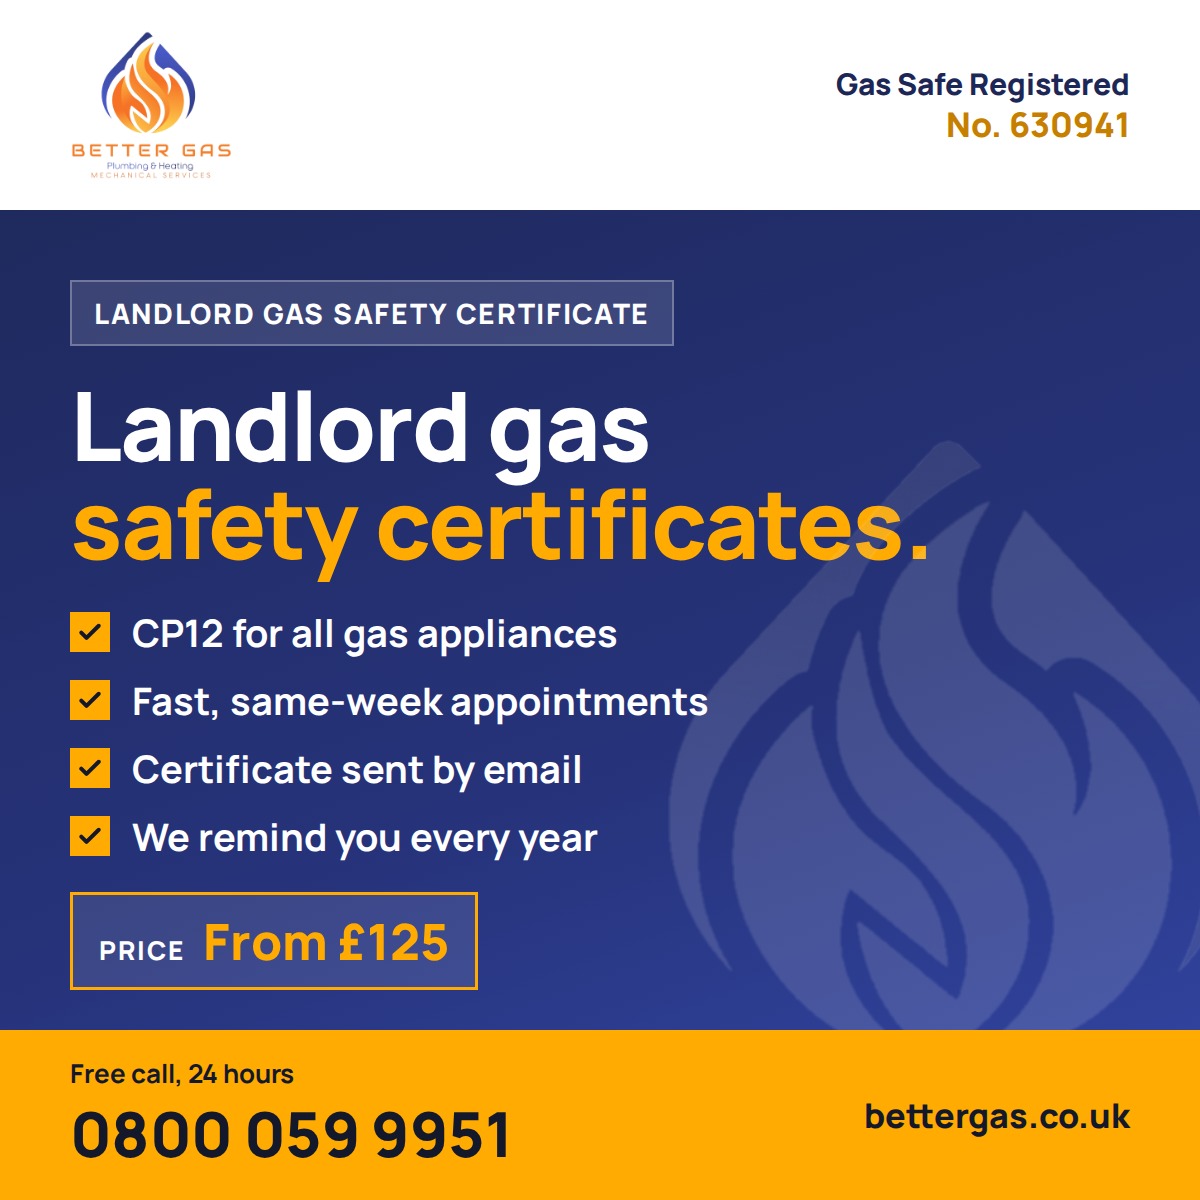 BETTER GAS
Plumbing & Heating
MECHANICAL SERVICES
Gas Safe Registered
No. 630941
LANDLORD GAS SAFETY CERTIFICATE
Landlord gas
safety certificates.
CP12 for all gas appliances
Fast, same-week appointments
Certificate sent by email
We remind you every year
PRICE From £125
Free call, 24 hours
0800 059 9951
bettergas.co.uk